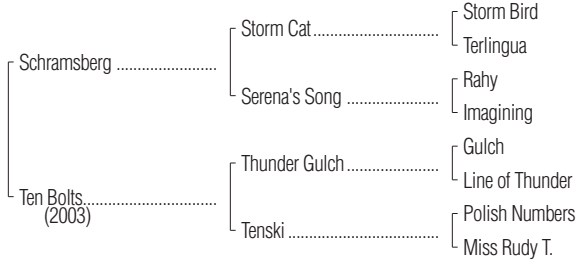 Storm Bird
Storm Cat
Terlingua
Schramsberg
Rahy
Serena's Song
Imagining
Gulch
Thunder Gulch
Line of Thunder
Ten Bolts
(2003)
Polish Numbers
Tenski
Miss Rudy T.